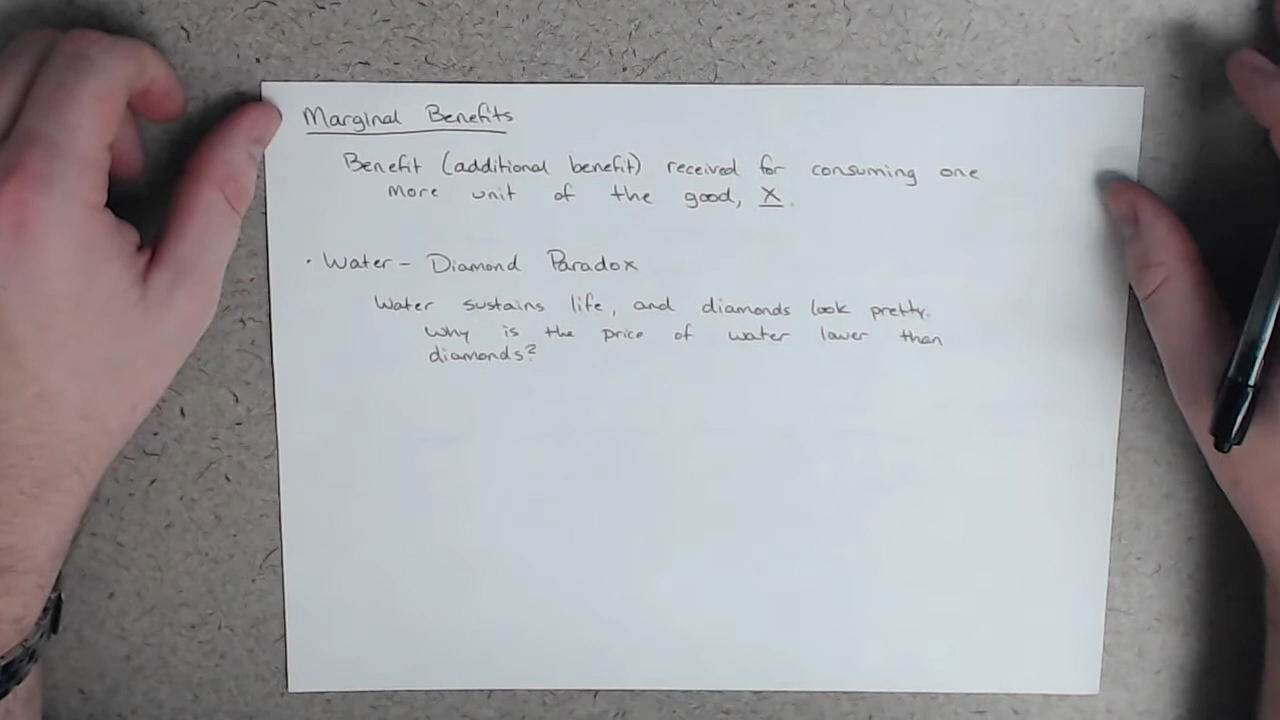 Marginal Benefits
Benefit (additional benefit) received for consuming one
more unit of the good, X.
• Water - Diamond Paradox
Water sustains life, and diamonds look pretty.
Why is the price of water lower than
diamonds?